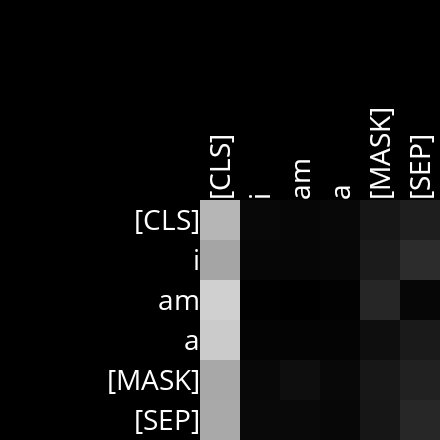 [CLS]
i
am
a
[MASK]
[SEP]
[CLS]
i
am
a
[MASK]
[SEP]